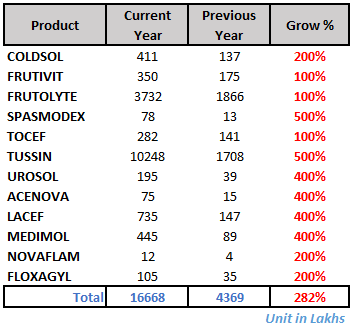 Product Current Year Previous Year Grow %
COLDSOL 411 137 200%
FRUTIVIT 350 175 100%
FRUTOLYTE 3732 1866 100%
SPASMODEX 78 13 500%
TOCEF 282 141 100%
TUSSIN 10248 1708 500%
UROSOL 195 39 400%
ACENOVA 75 15 400%
LACEF 735 147 400%
MEDIMOL 445 89 400%
NOVAFLAM 12 4 200%
FLOXAGYL 105 35 200%
Total 16668 4369 282%
Unit in Lakhs